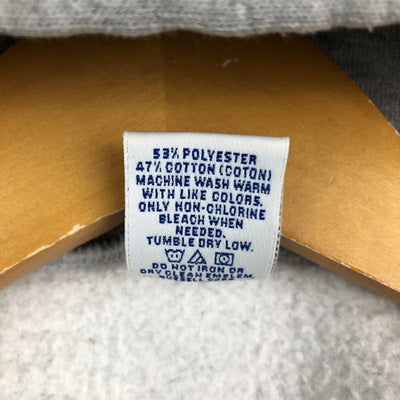 53% POLYESTER
47% COTTON (COTON)
MACHINE WASH WARM
WITH LIKE COLORS.
ONLY NON-CHLORINE
BLEACH WHEN
NEEDED.
TUMBLE DRY LOW.
DO NOT IRON OR
DRY CLEAN EMBLEM.
RUSSELL